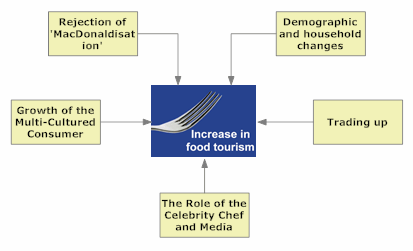 Rejection of
'MacDonaldisat
ion'
Demographic
and household
changes
Growth of the
Multi-Cultured
Consumer
Increase in
food tourism
Trading up
The Role of the
Celebrity Chef
and Media